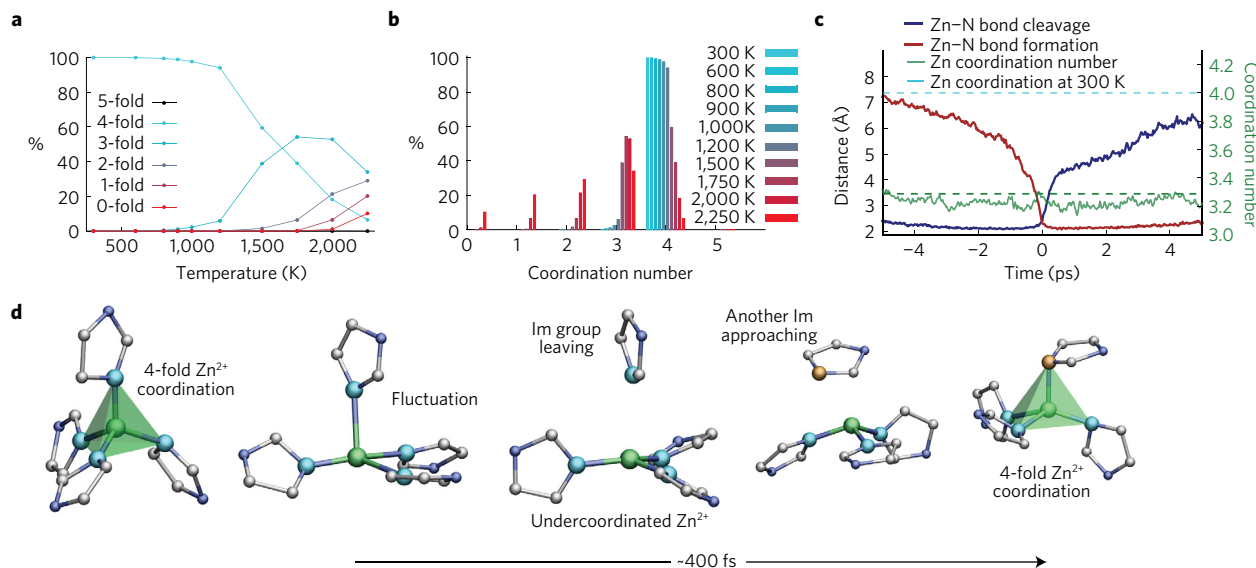 a
100
80
60
40
20
0
%
5-fold
4-fold
3-fold
2-fold
1-fold
0-fold
500
1,000
1,500
2,000
Temperature (K)
b
100
80
60
40
20
0
%
300 K
600 K
800 K
900 K
1,000K
1,200 K
1,500 K
1,750 K
2,000 K
2,250 K
0
1
2
3
4
5
Coordination number
c
Zn–N bond cleavage
Zn–N bond formation
Zn coordination number
Zn coordination at 300 K
8
7
6
5
4
3
2
Distance (Å)
4.2
4.0
3.8
3.6
3.4
3.2
3.0
Coordination number
−4
−2
0
2
4
Time (ps)
d
4-fold Zn²⁺
coordination
Fluctuation
Im group
leaving
Undercoordinated Zn²⁺
Another Im
approaching
4-fold Zn²⁺
coordination
~400 fs